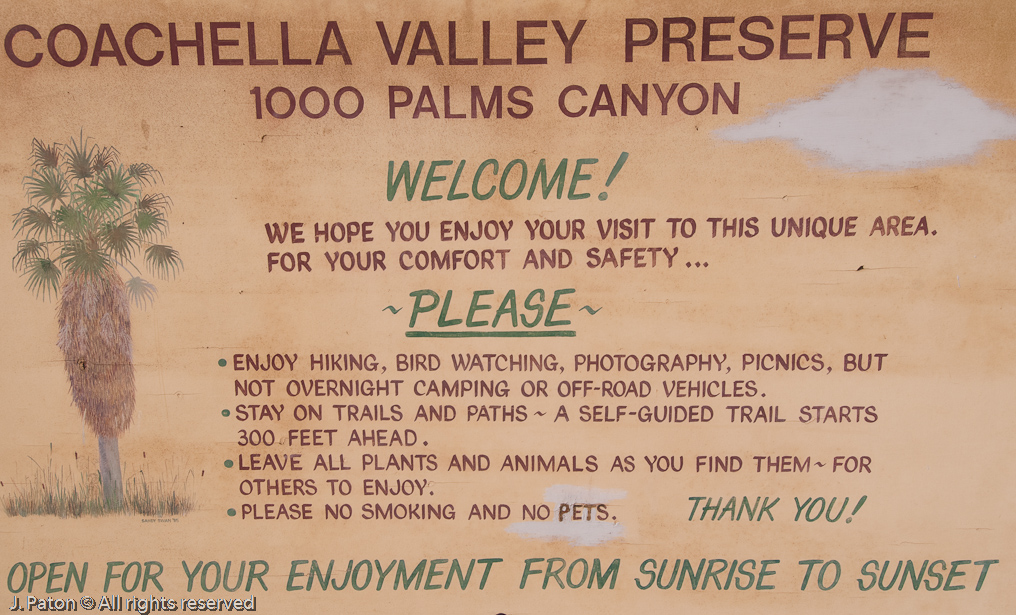 COACHELLA VALLEY PRESERVE
1000 PALMS CANYON
WELCOME!
WE HOPE YOU ENJOY YOUR VISIT TO THIS UNIQUE AREA.
FOR YOUR COMFORT AND SAFETY...
~PLEASE~
• ENJOY HIKING, BIRD WATCHING, PHOTOGRAPHY, PICNICS, BUT
NOT OVERNIGHT CAMPING OR OFF-ROAD VEHICLES.
• STAY ON TRAILS AND PATHS ~ A SELF-GUIDED TRAIL STARTS
300 FEET AHEAD.
• LEAVE ALL PLANTS AND ANIMALS AS YOU FIND THEM ~ FOR
OTHERS TO ENJOY.
• PLEASE NO SMOKING AND NO PETS.
THANK YOU!
OPEN FOR YOUR ENJOYMENT FROM SUNRISE TO SUNSET
J. Paton © All rights reserved